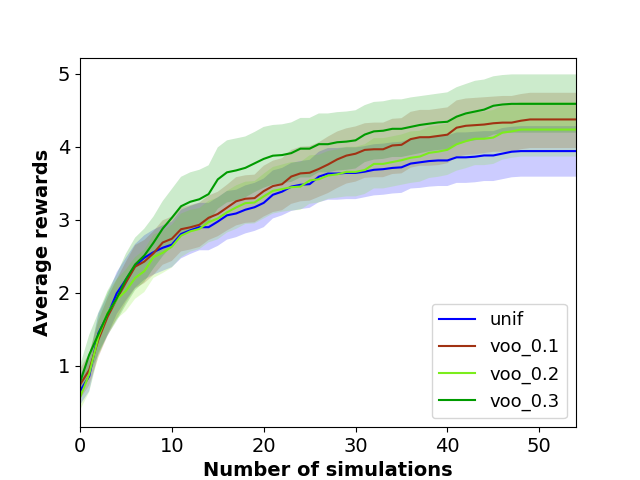 Average rewards
5
4
3
2
1
unif
voo_0.1
voo_0.2
voo_0.3
0 10 20 30 40 50
Number of simulations